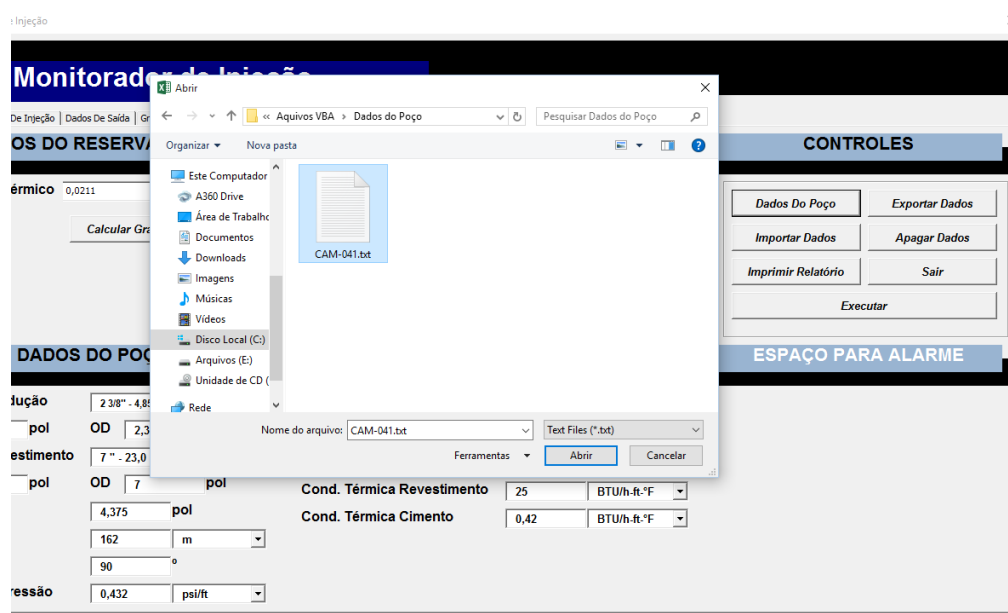 e Injeção
Monitorador de Injeção
De Injeção Dados De Saída Gr
OS DO RESERVA
CONTROLES
érmico 0,0211
Calcular Gra
Dados Do Poço Exportar Dados
Importar Dados Apagar Dados
Imprimir Relatório Sair
Executar
Abrir
« Aquivos VBA > Dados do Poço
Pesquisar Dados do Poço
Organizar Nova pasta
Este Computador
A360 Drive
Área de Trabalho
Documentos
Downloads
Imagens
Músicas
Vídeos
Disco Local (C:)
Arquivos (E:)
Unidade de CD (
Rede
CAM-041.txt
Nome do arquivo: CAM-041.txt Text Files (*.txt)
Ferramentas Abrir Cancelar
DADOS DO POÇ
ESPAÇO PARA ALARME
dução 2 3/8" - 4,85
pol OD 2,3
estimento 7 " - 23,0
pol OD 7 pol
4,375 pol
162 m
90 º
ressão 0,432 psi/ft
Cond. Térmica Revestimento 25 BTU/h-ft-°F
Cond. Térmica Cimento 0,42 BTU/h-ft-°F